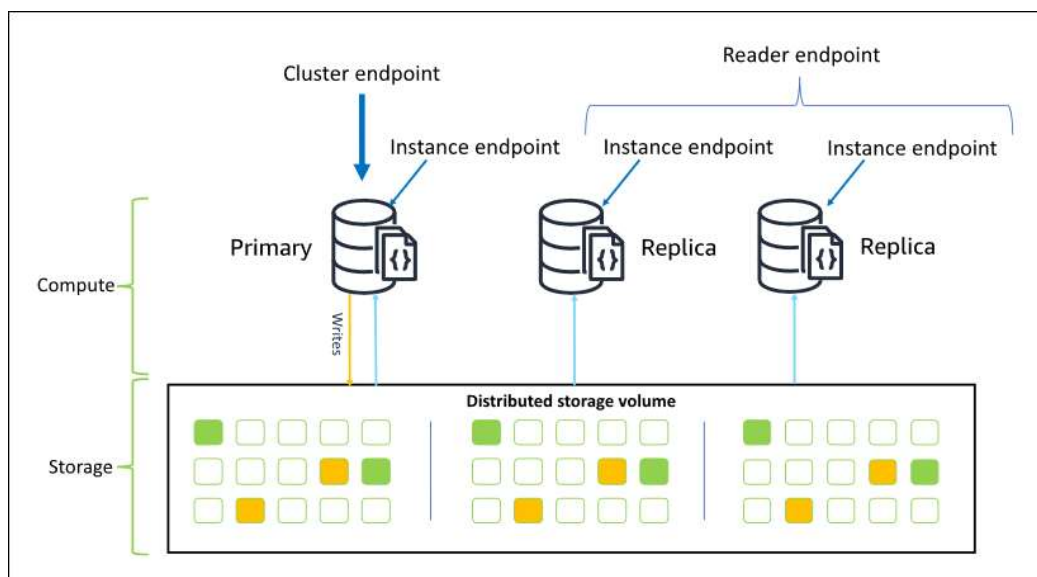 Reader endpoint
Cluster endpoint
Instance endpoint
Instance endpoint
Instance endpoint
Primary
Replica
Replica
Compute
Writes
Distributed storage volume
Storage